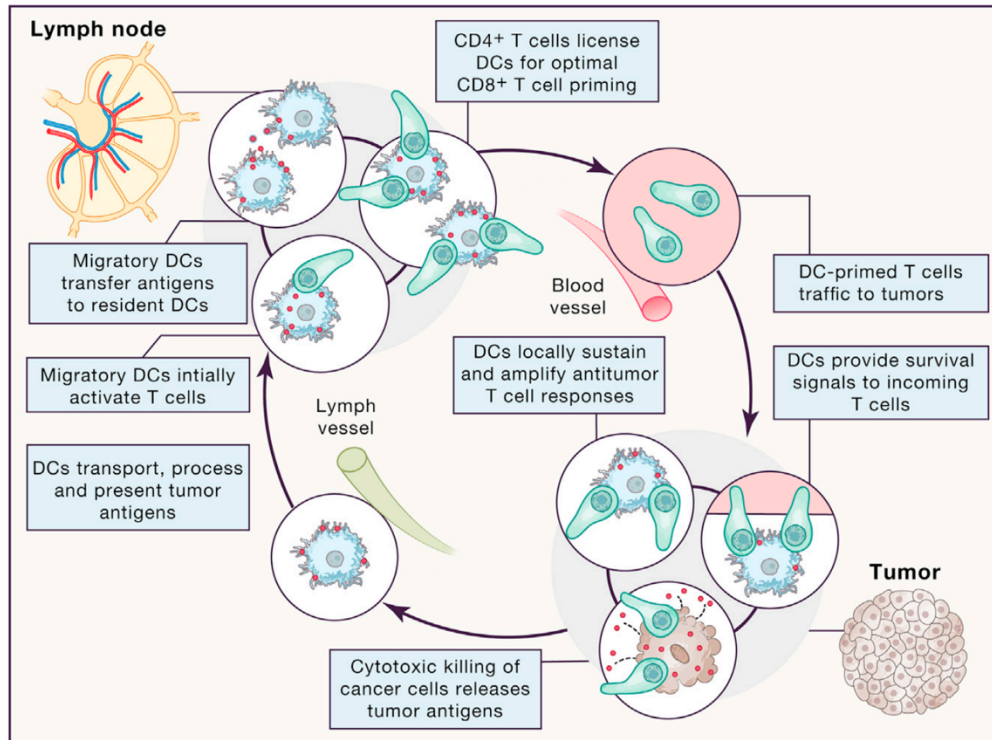 Lymph node
CD4+ T cells license
DCs for optimal
CD8+ T cell priming
Migratory DCs
transfer antigens
to resident DCs
Blood
vessel
DC-primed T cells
traffic to tumors
Migratory DCs intially
activate T cells
Lymph
vessel
DCs locally sustain
and amplify antitumor
T cell responses
DCs provide survival
signals to incoming
T cells
DCs transport, process
and present tumor
antigens
Tumor
Cytotoxic killing of
cancer cells releases
tumor antigens